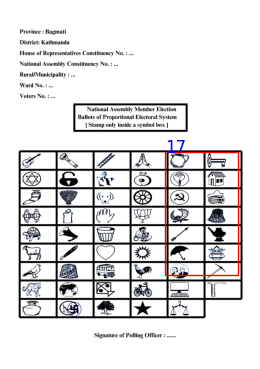 Province : Bagmati
District: Kathmandu
House of Representatives Constituency No. : ...
National Assembly Constituency No. : ...
Rural/Municipality : ...
Ward No. : ...
Voters No. : ...
National Assembly Member Election
Ballots of Proportional Electoral System
[ Stamp only inside a symbol box ]
17
Signature of Polling Officer : ......